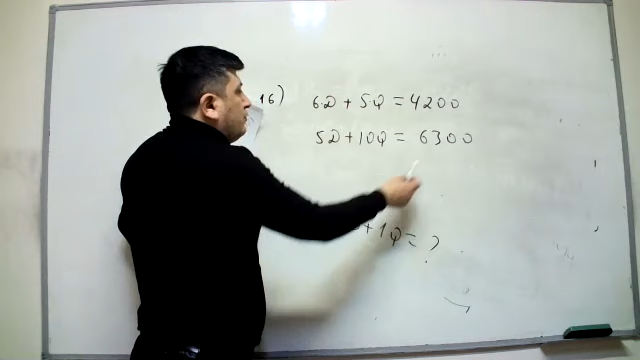 16) 6D + 5Q = 4200
5D + 10Q = 6300
+ 1Q = ?